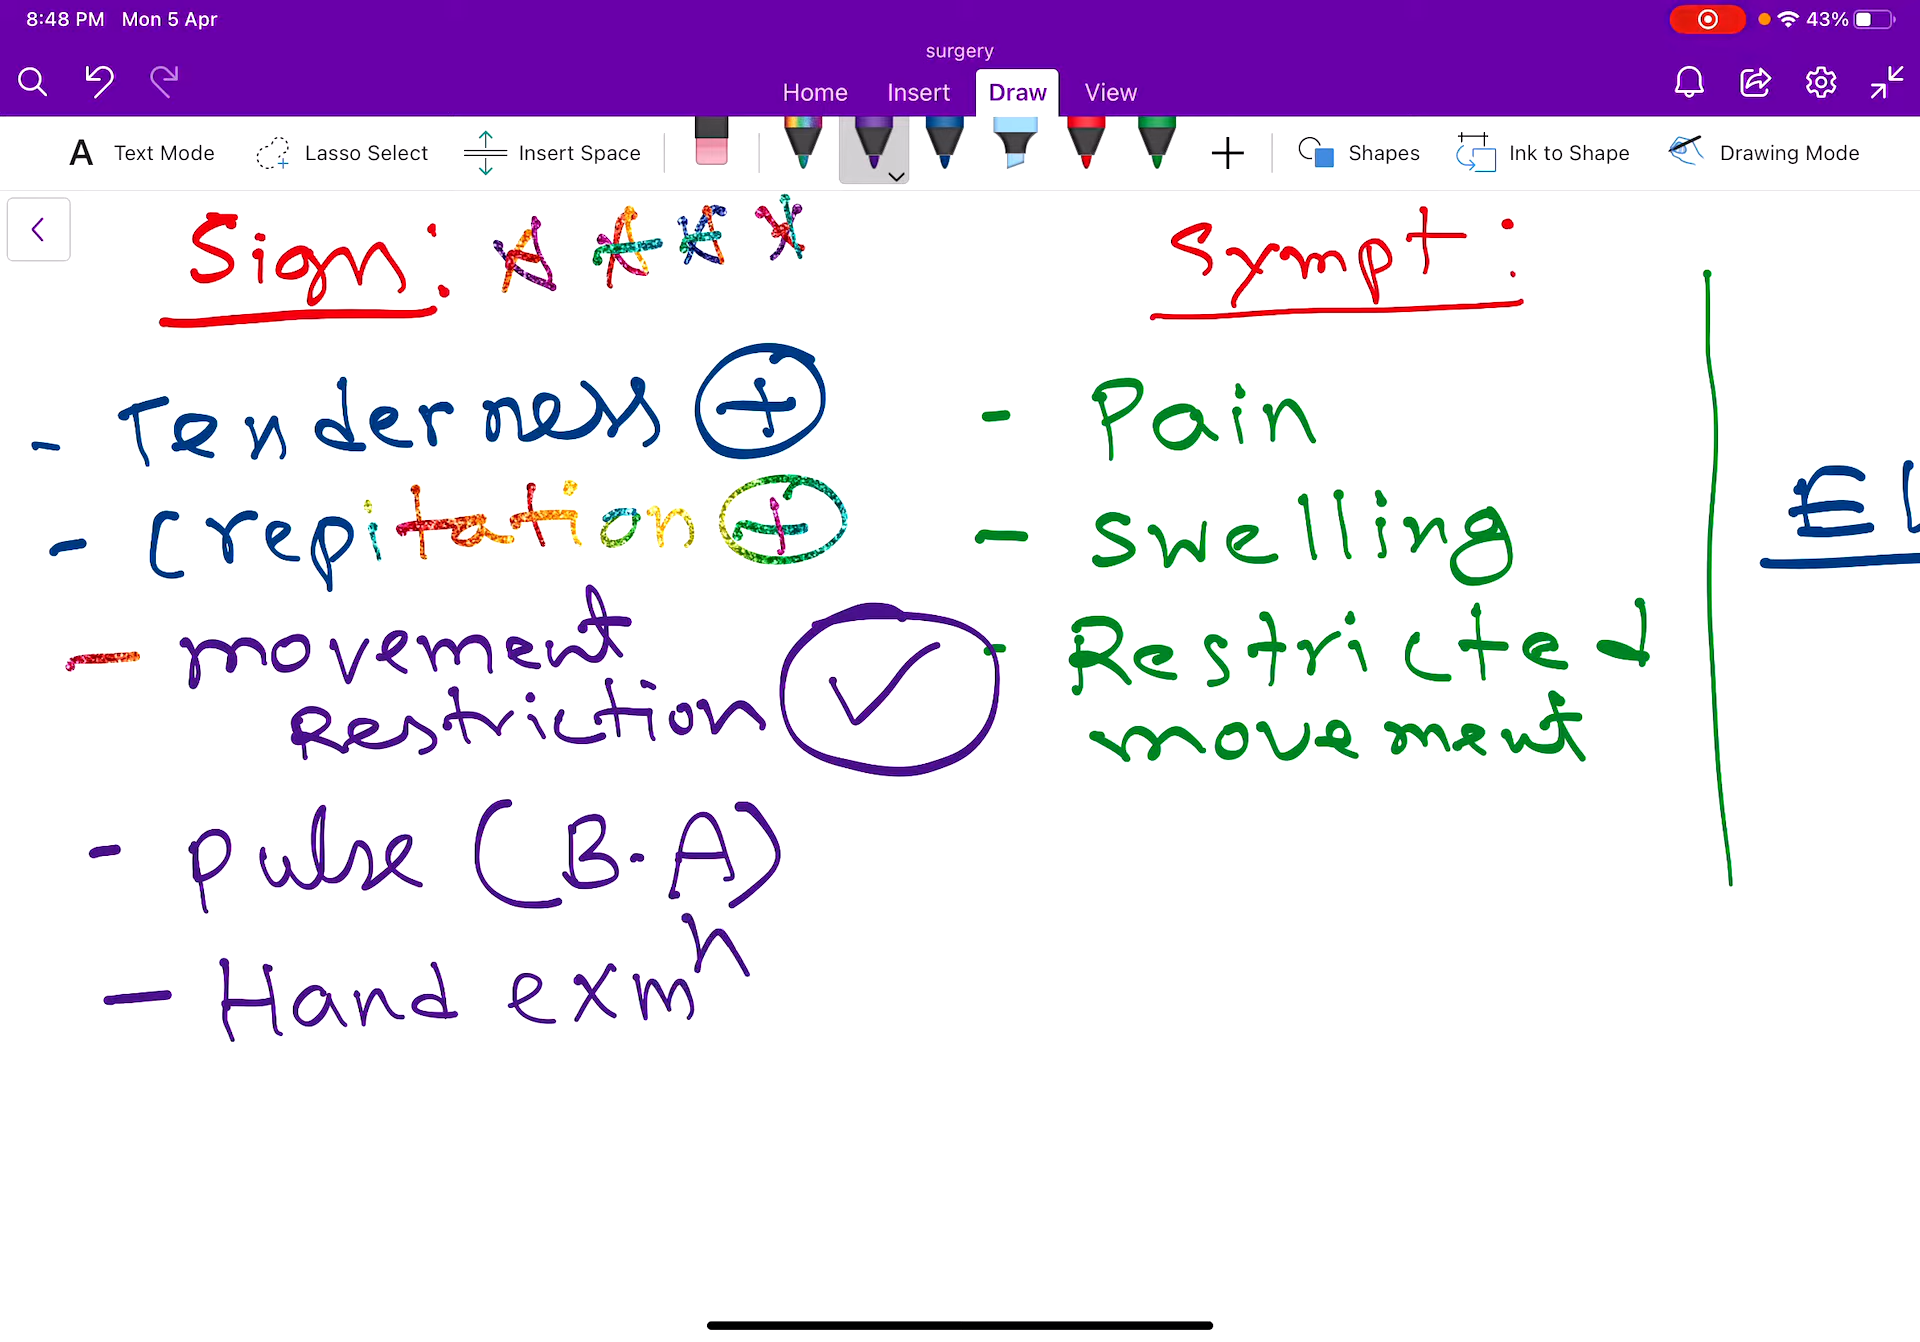 8:48 PM Mon 5 Apr
43%
surgery
Home Insert Draw View
A Text Mode Lasso Select Insert Space Shapes Ink to Shape Drawing Mode
Sign:
Tenderness +
- Crepitation +
- movement
Restriction ✓
- pulse (B.A)
- Hand exmⁿ
Sympt:
- Pain
- swelling
- Restricted
movement